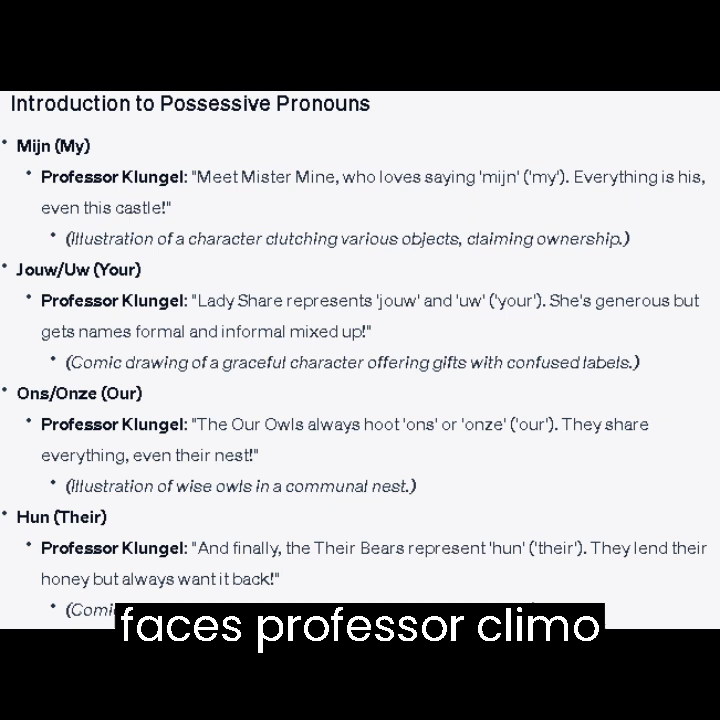 Introduction to Possessive Pronouns
• Mijn (My)
• Professor Klungel: "Meet Mister Mine, who loves saying 'mijn' ('my'). Everything is his,
even this castle!"
• (Illustration of a character clutching various objects, claiming ownership.)
• Jouw/Uw (Your)
• Professor Klungel: "Lady Share represents 'jouw' and 'uw' ('your'). She's generous but
gets names formal and informal mixed up!"
• (Comic drawing of a graceful character offering gifts with confused labels.)
• Ons/Onze (Our)
• Professor Klungel: "The Our Owls always hoot 'ons' or 'onze' ('our'). They share
everything, even their nest!"
• (Illustration of wise owls in a communal nest.)
• Hun (Their)
• Professor Klungel: "And finally, the Their Bears represent 'hun' ('their'). They lend their
honey but always want it back!"
faces professor climo